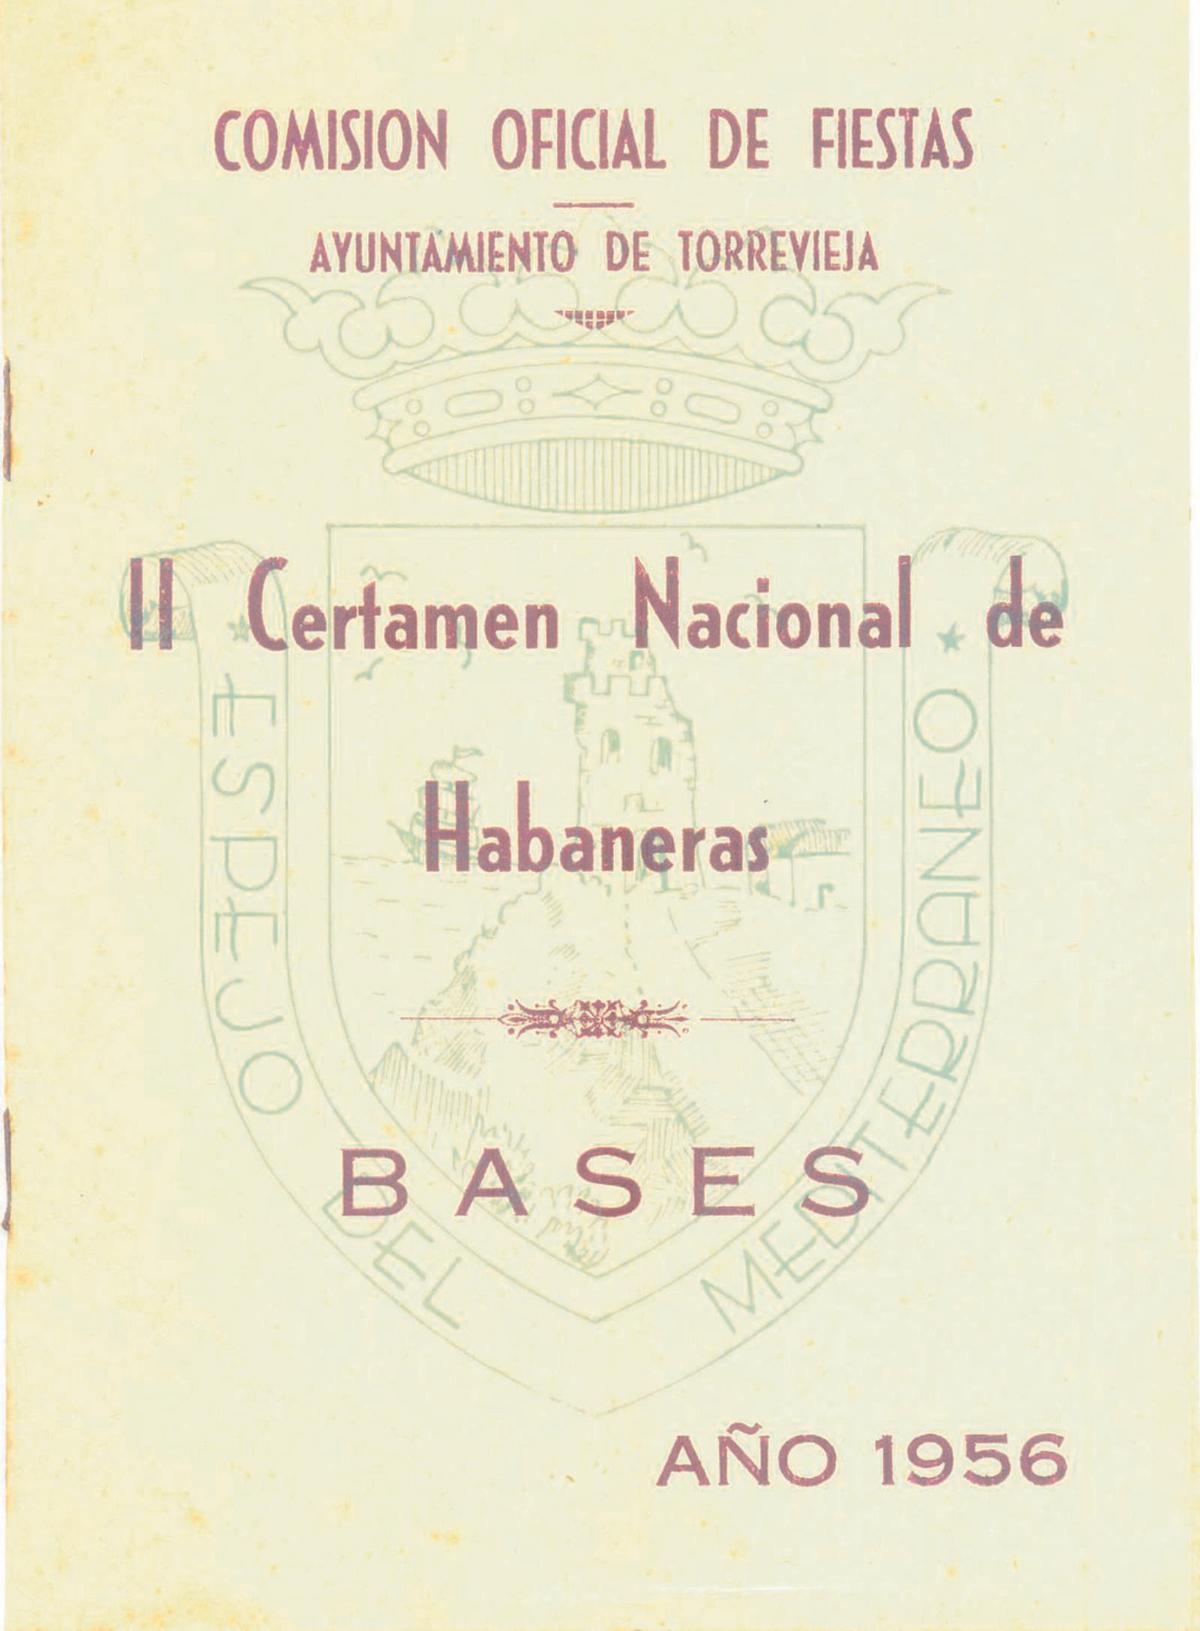 COMISION OFICIAL DE FIESTAS
AYUNTAMIENTO DE TORREVIEJA
II Certamen Nacional de
Habaneras
BASES
AÑO 1956
ESPEJO DEL MEDITERRANEO